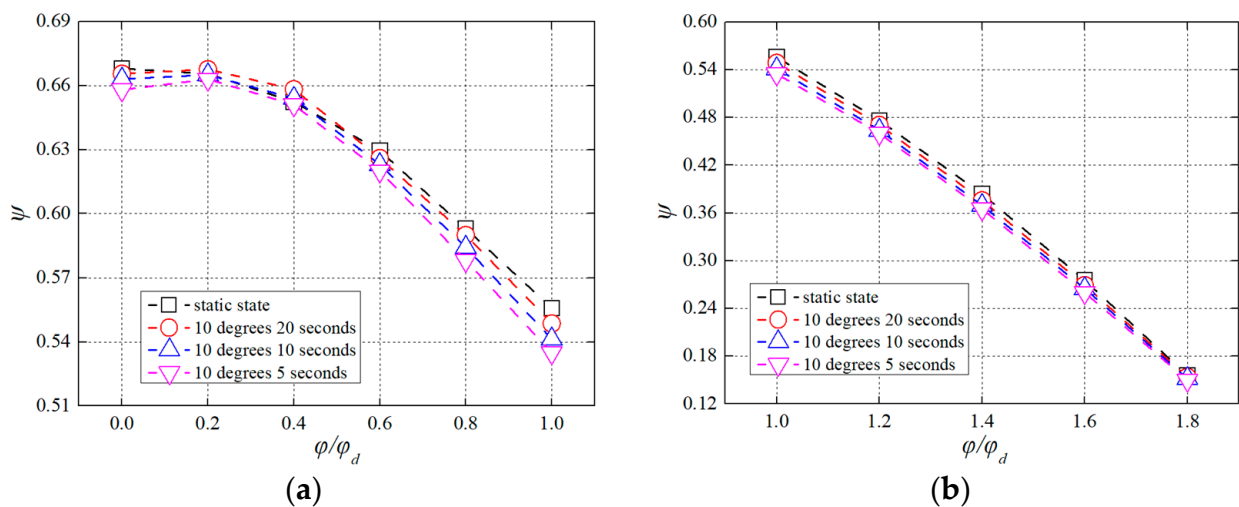 0.69
0.66
0.63
0.60
0.57
0.54
0.51
ψ
static state
10 degrees 20 seconds
10 degrees 10 seconds
10 degrees 5 seconds
0.0 0.2 0.4 0.6 0.8 1.0
φ/φd
(a)
0.60
0.54
0.48
0.42
0.36
0.30
0.24
0.18
0.12
ψ
static state
10 degrees 20 seconds
10 degrees 10 seconds
10 degrees 5 seconds
1.0 1.2 1.4 1.6 1.8
φ/φd
(b)